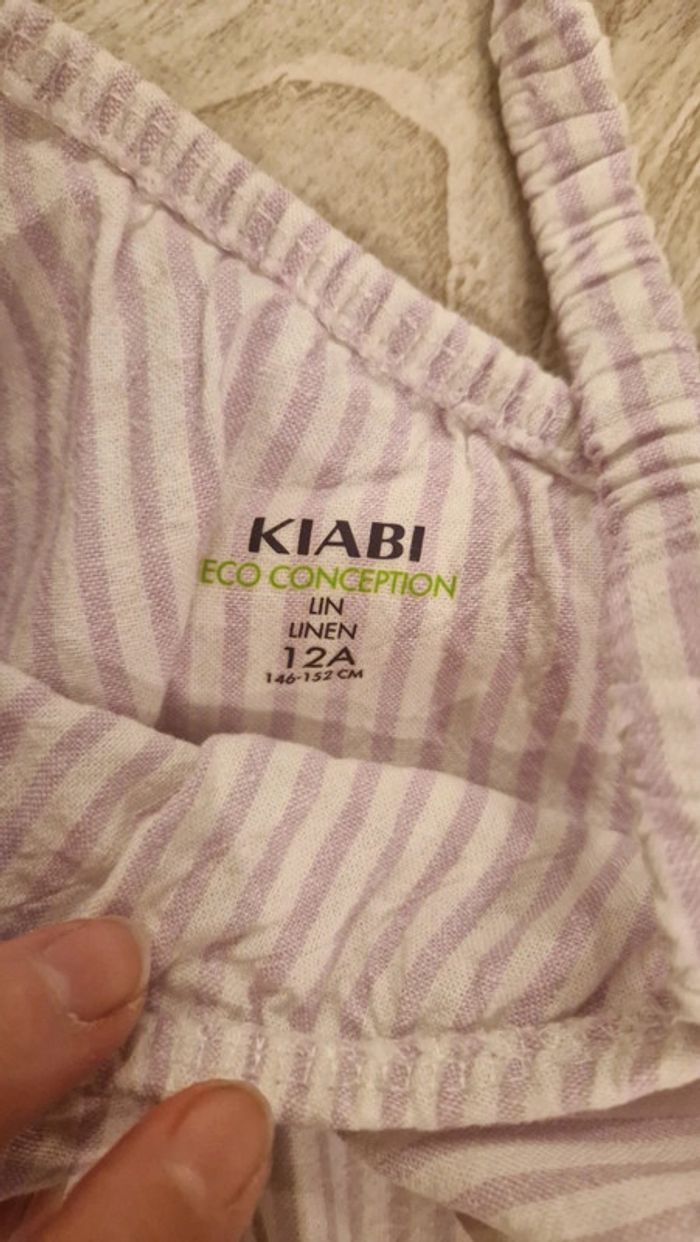 KIABI
ECO CONCEPTION
LIN
LINEN
12A
146-152 CM